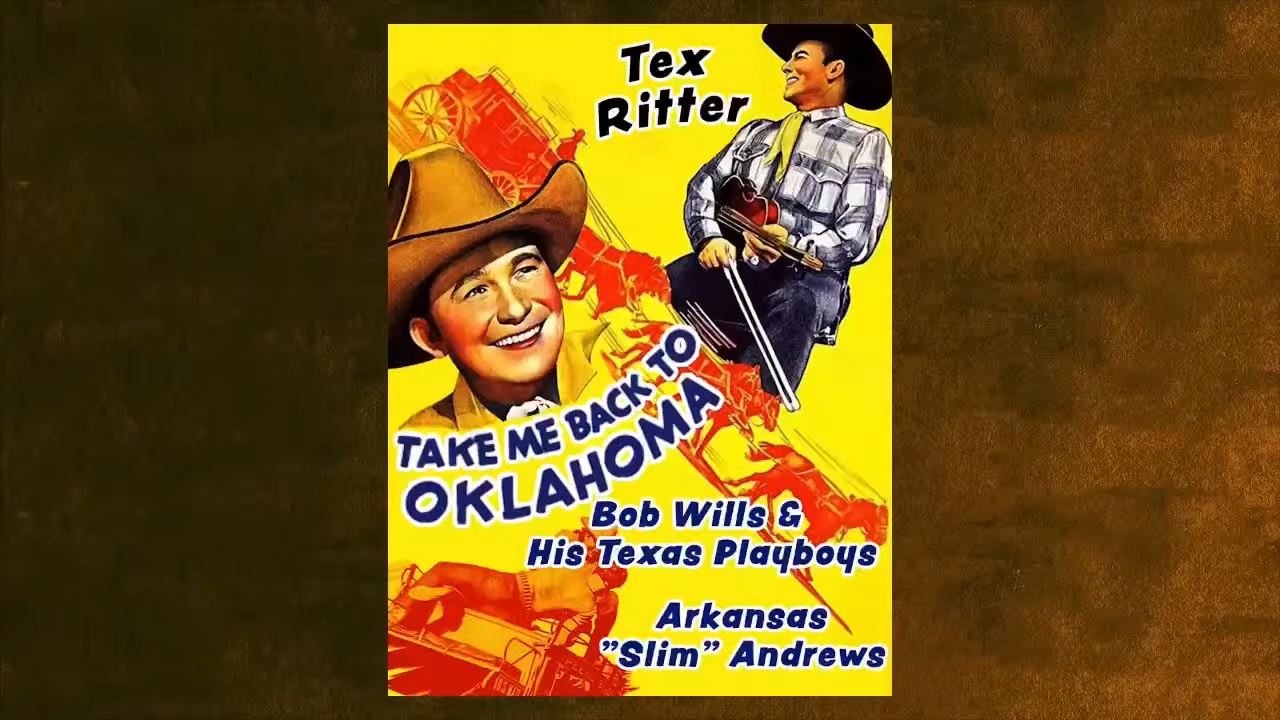 Tex
Ritter
TAKE ME BACK TO
OKLAHOMA
Bob Wills &
His Texas Playboys
Arkansas
"Slim" Andrews